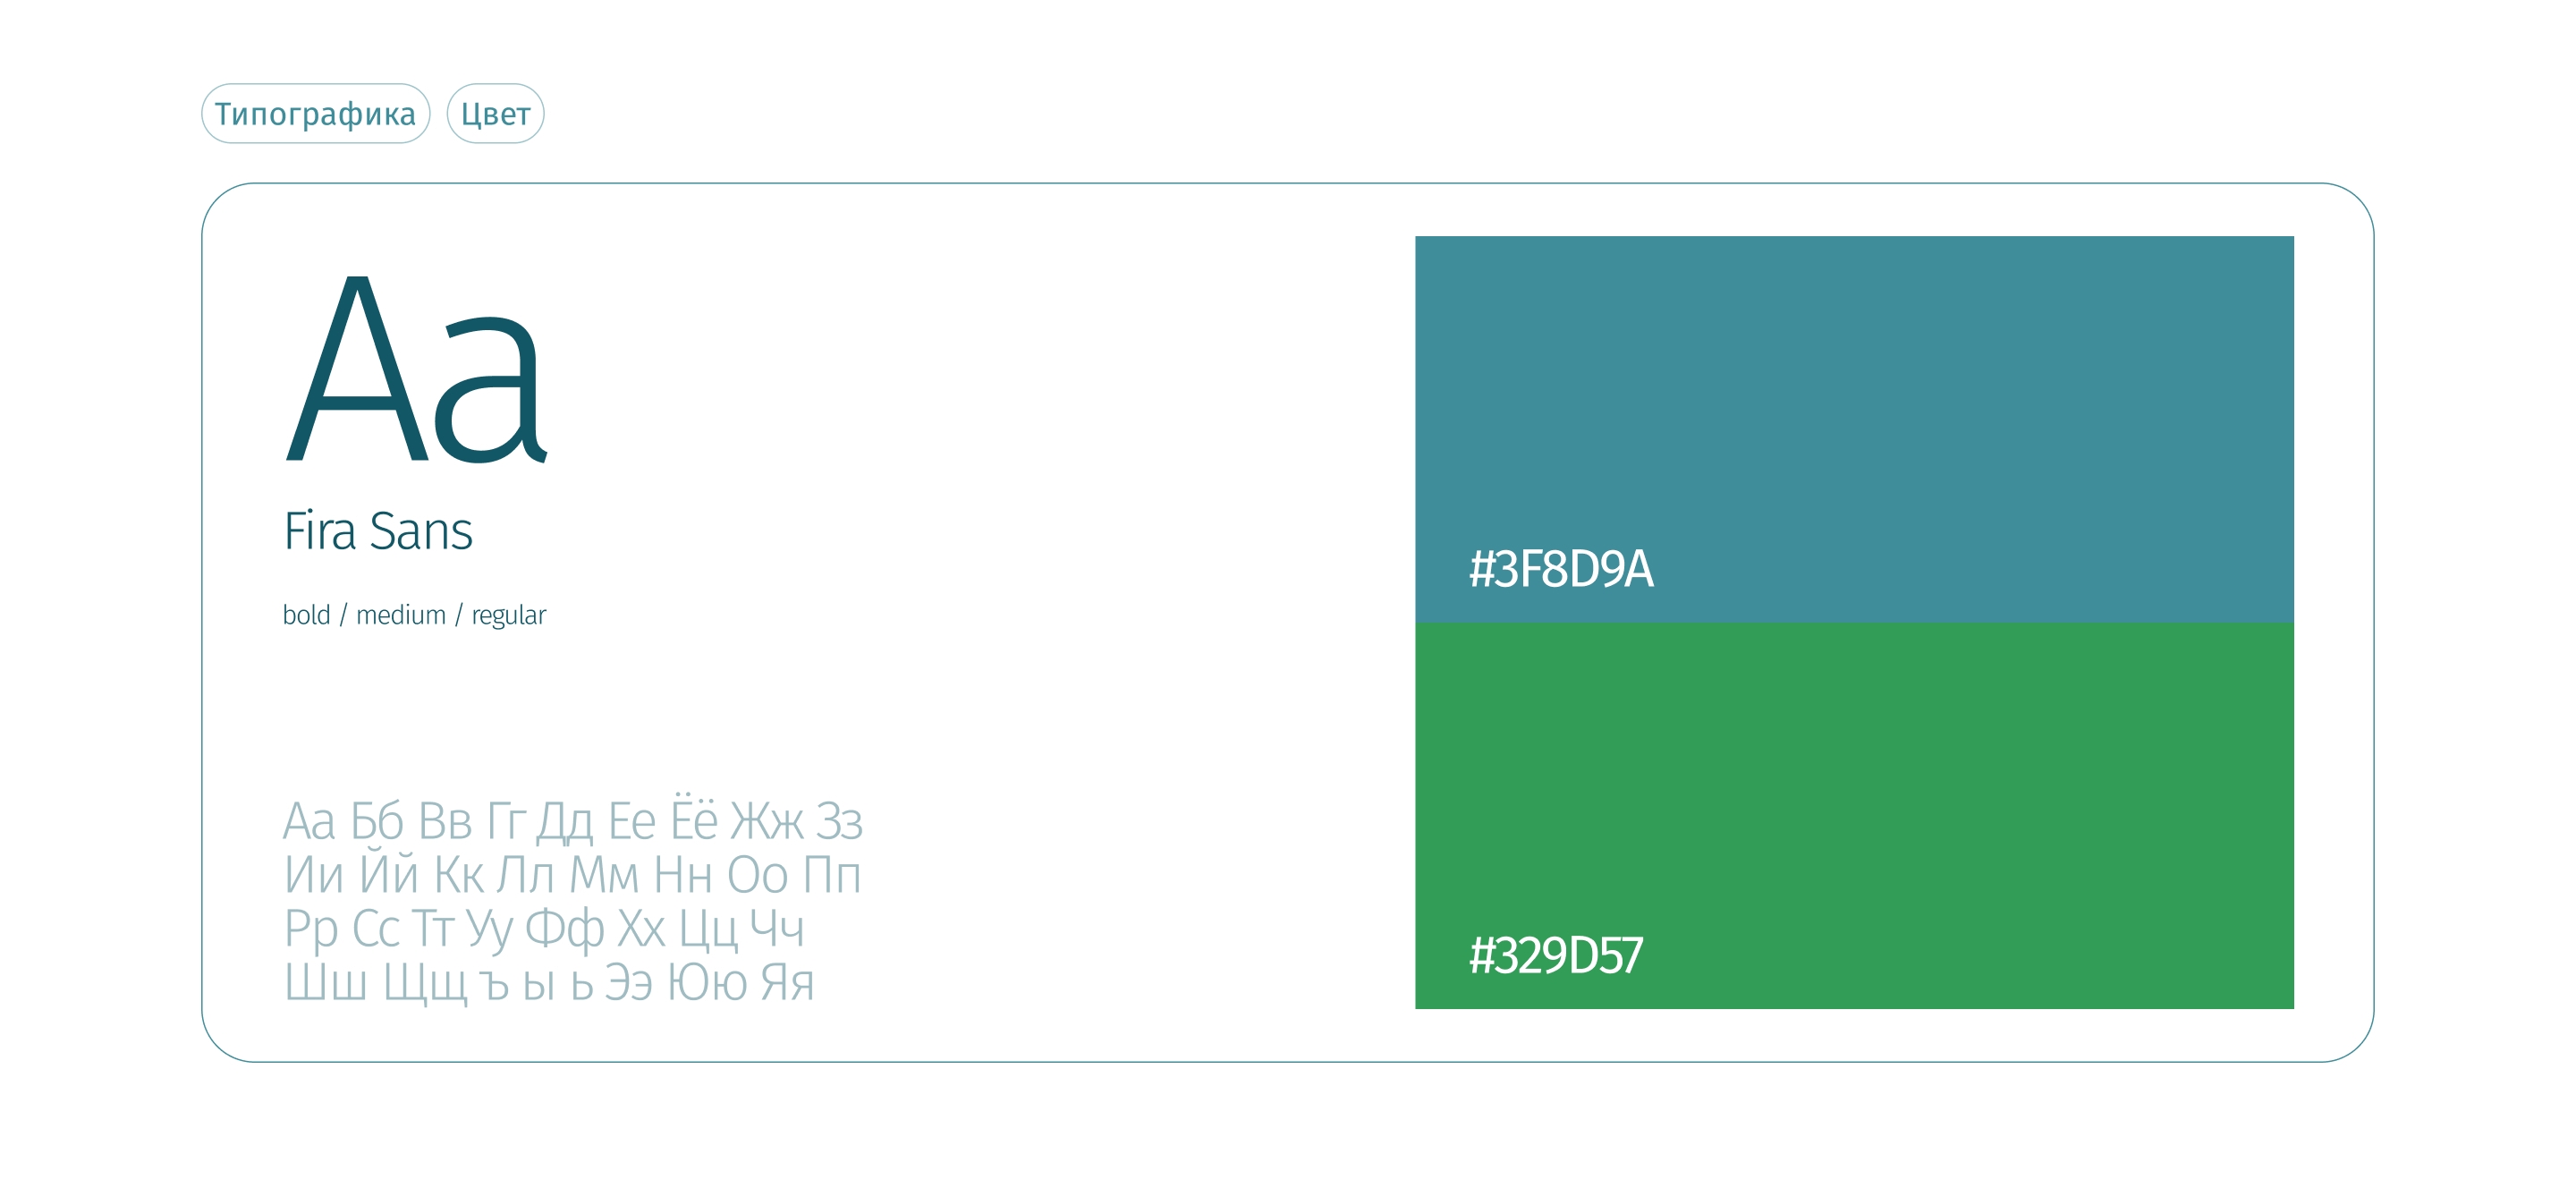 Типографика Цвет
Аа
Fira Sans
bold / medium / regular
Аа Бб Вв Гг Дд Ее Ёё Жж Зз
Ии Йй Кк Лл Мм Нн Оо Пп
Рр Сс Тт Уу Фф Хх Цц Чч
Шш Щщ ъ ы ь Ээ Юю Яя
#3F8D9A
#329D57